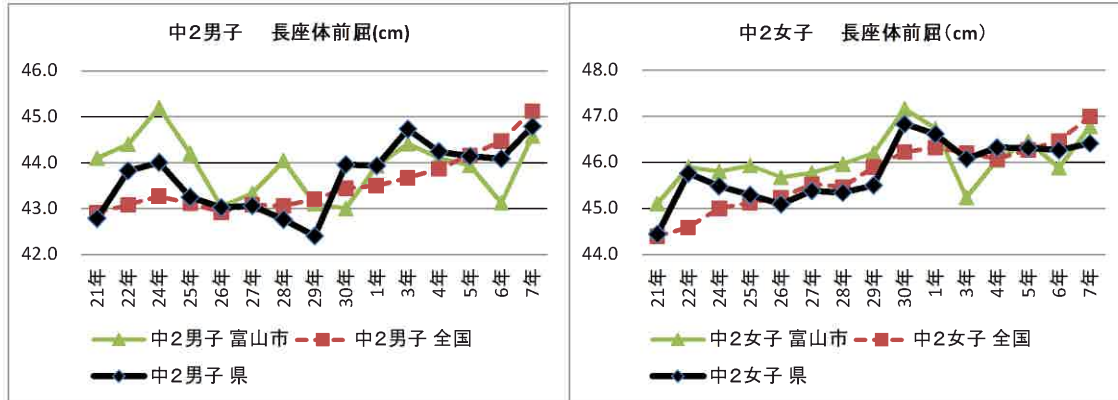 中2男子 長座体前屈(cm)
46.0
45.0
44.0
43.0
42.0
21年 22年 24年 25年 26年 27年 28年 29年 30年 1年 3年 4年 5年 6年 7年
中2男子 富山市 中2男子 全国
中2男子 県
中2女子 長座体前屈(cm)
48.0
47.0
46.0
45.0
44.0
21年 22年 24年 25年 26年 27年 28年 29年 30年 1年 3年 4年 5年 6年 7年
中2女子 富山市 中2女子 全国
中2女子 県